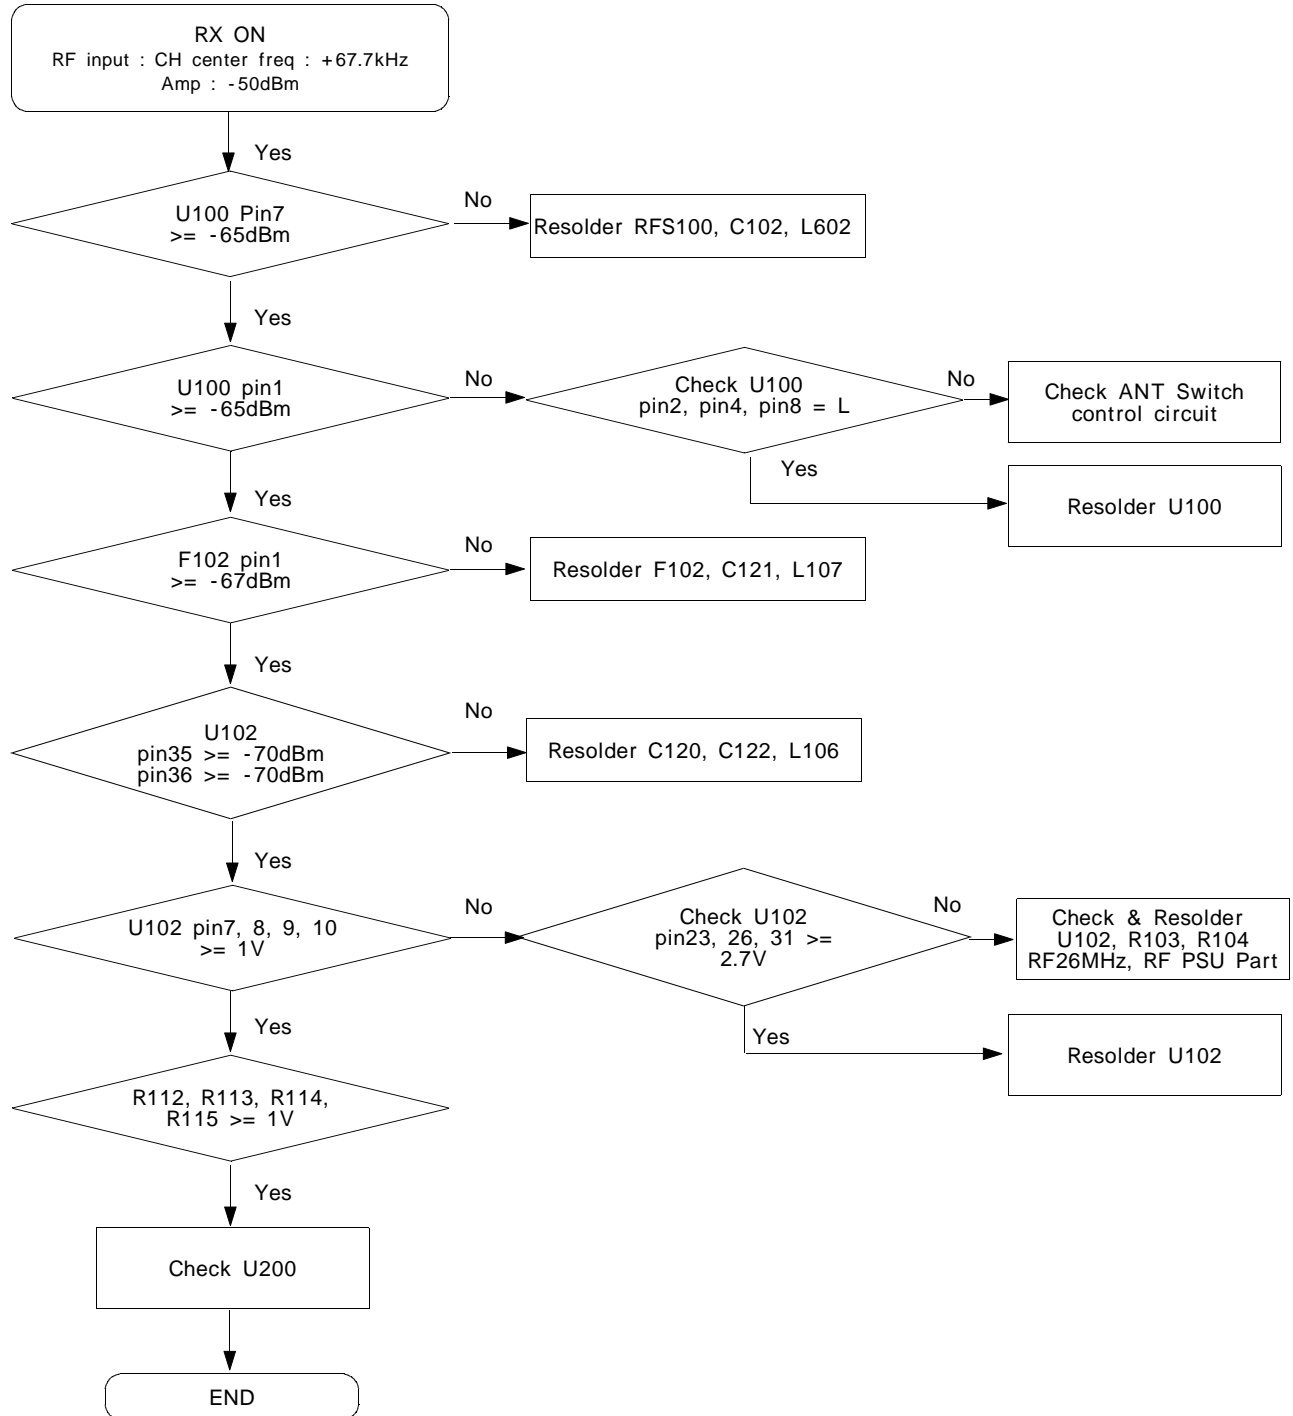 RX ON
RF input : CH center freq : +67.7kHz
Amp : -50dBm
Yes
U100 Pin7
>= -65dBm
No
Resolder RFS100, C102, L602
Yes
U100 pin1
>= -65dBm
No
Check U100
pin2, pin4, pin8 = L
No
Check ANT Switch
control circuit
Yes
Resolder U100
Yes
F102 pin1
>= -67dBm
No
Resolder F102, C121, L107
Yes
U102
pin35 >= -70dBm
pin36 >= -70dBm
No
Resolder C120, C122, L106
Yes
U102 pin7, 8, 9, 10
>= 1V
No
Check U102
pin23, 26, 31 >=
2.7V
No
Check & Resolder
U102, R103, R104
RF26MHz, RF PSU Part
Yes
Resolder U102
Yes
R112, R113, R114,
R115 >= 1V
Yes
Check U200
END